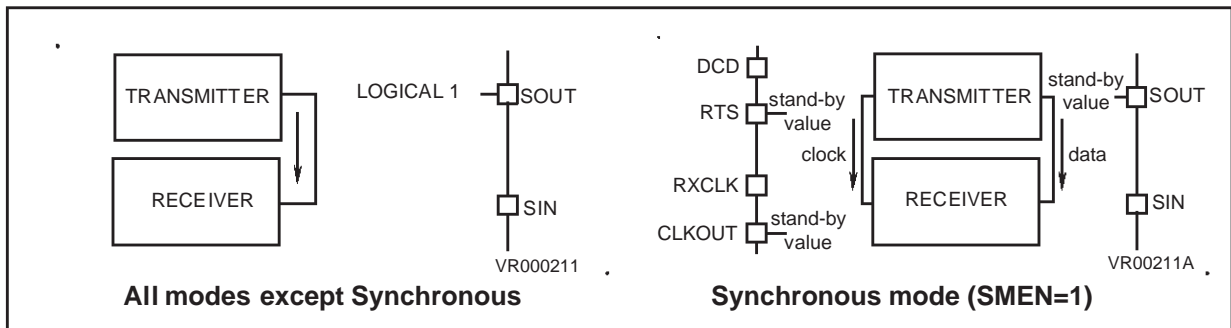 TRANSMITTER
RECEIVER
LOGICAL 1
SOUT
SIN
VR000211
All modes except Synchronous
DCD
RTS
stand-by
value
RXCLK
CLKOUT
stand-by
value
clock
TRANSMITTER
RECEIVER
data
stand-by
value
SOUT
SIN
VR00211A
Synchronous mode (SMEN=1)